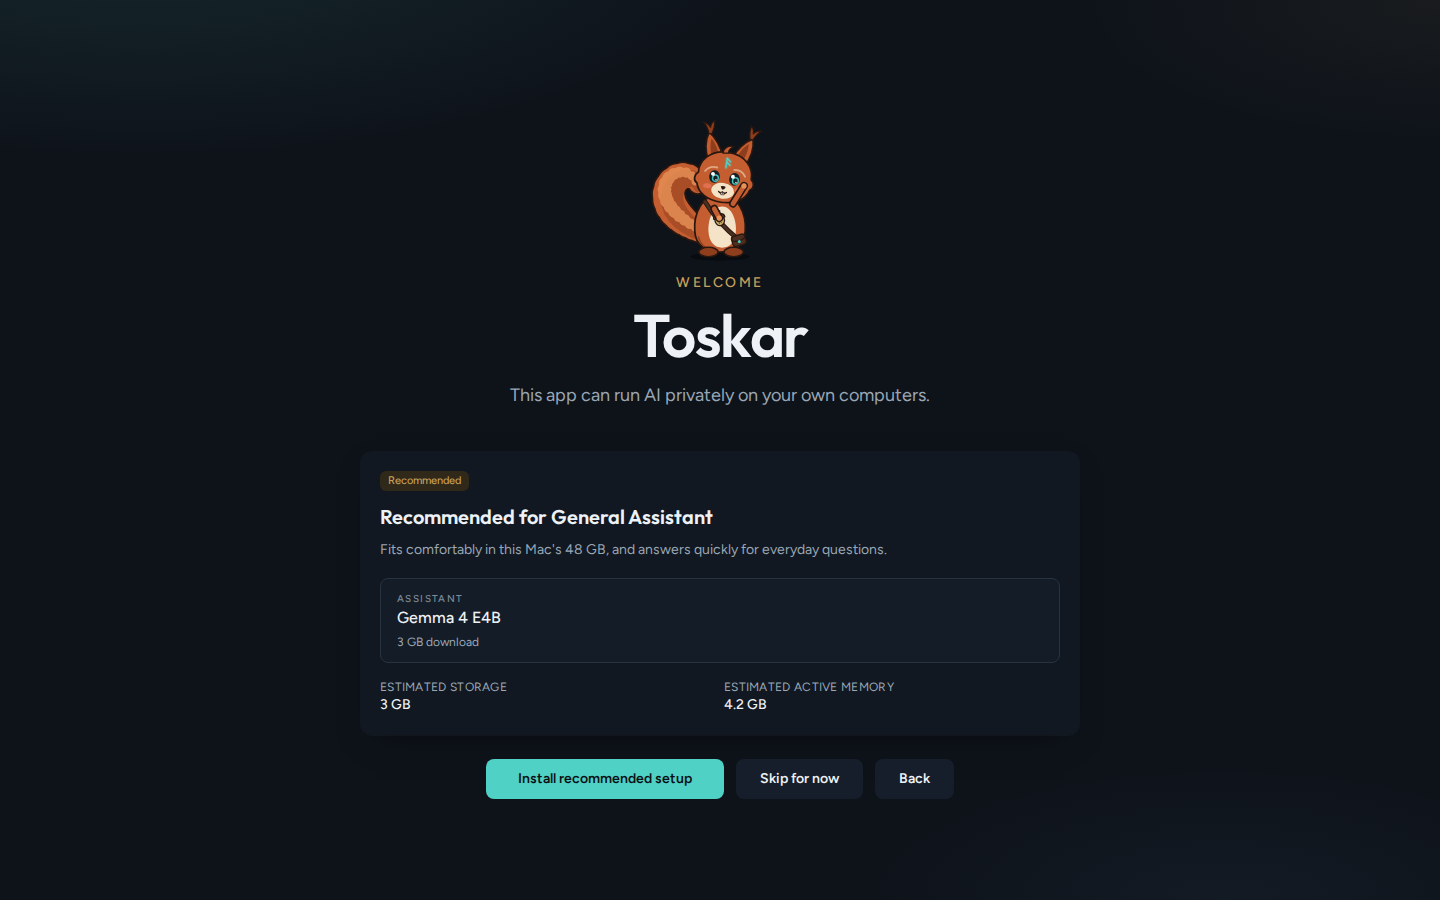 WELCOME
Toskar
This app can run AI privately on your own computers.
Recommended
Recommended for General Assistant
Fits comfortably in this Mac's 48 GB, and answers quickly for everyday questions.
ASSISTANT
Gemma 4 E4B
3 GB download
ESTIMATED STORAGE
3 GB
ESTIMATED ACTIVE MEMORY
4.2 GB
Install recommended setup
Skip for now
Back